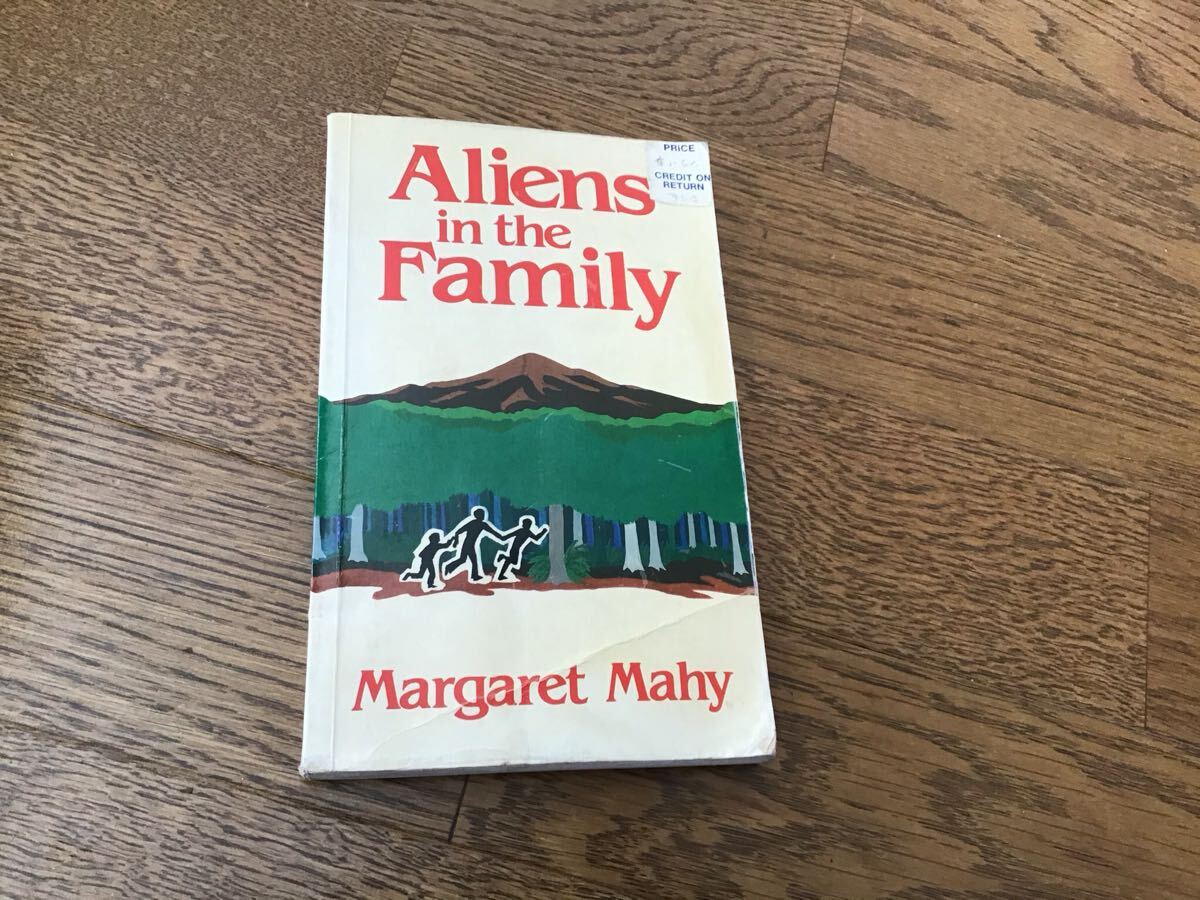 Aliens
in the
Family
PRICE
CREDIT ON
RETURN
Margaret Mahy